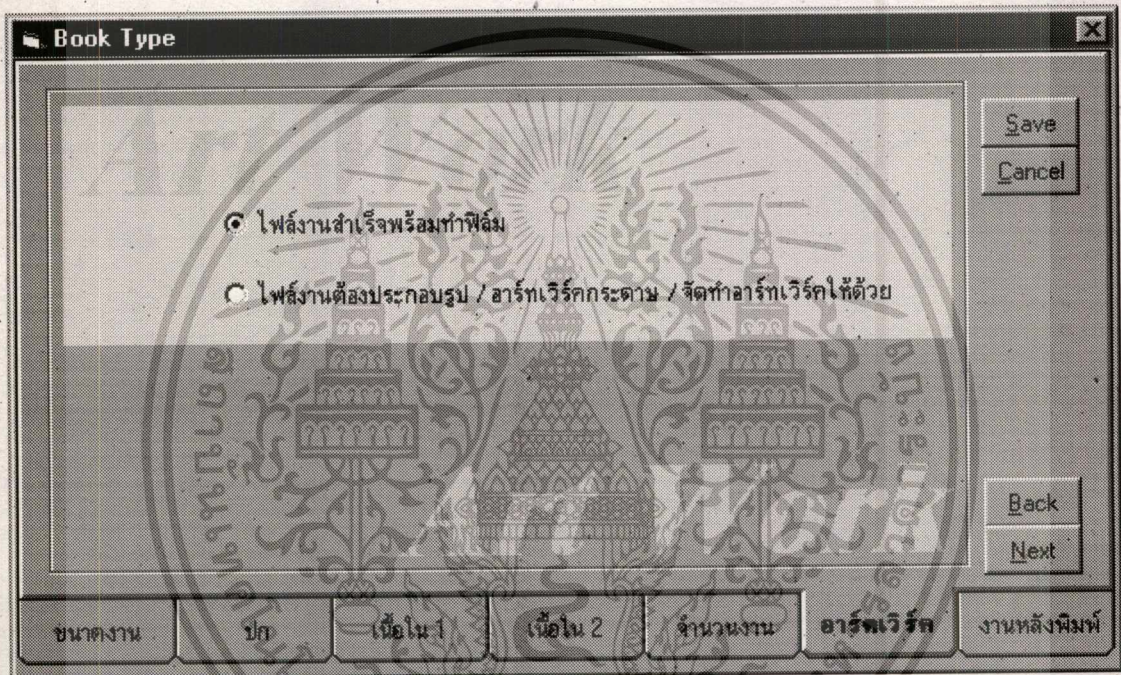 Book Type
Save
Cancel
ไฟล์งานสำเร็จพร้อมทำฟิล์ม
ไฟล์งานต้องประกอบรูป / อาร์ทเวิร์คกระดาษ / จัดทำอาร์ทเวิร์คให้ด้วย
Art Work
Back
Next
ขนาดงาน
ปก
เนื้อใน 1
เนื้อใน 2
จำนวนงาน
อาร์ตเวิร์ค
งานหลังพิมพ์